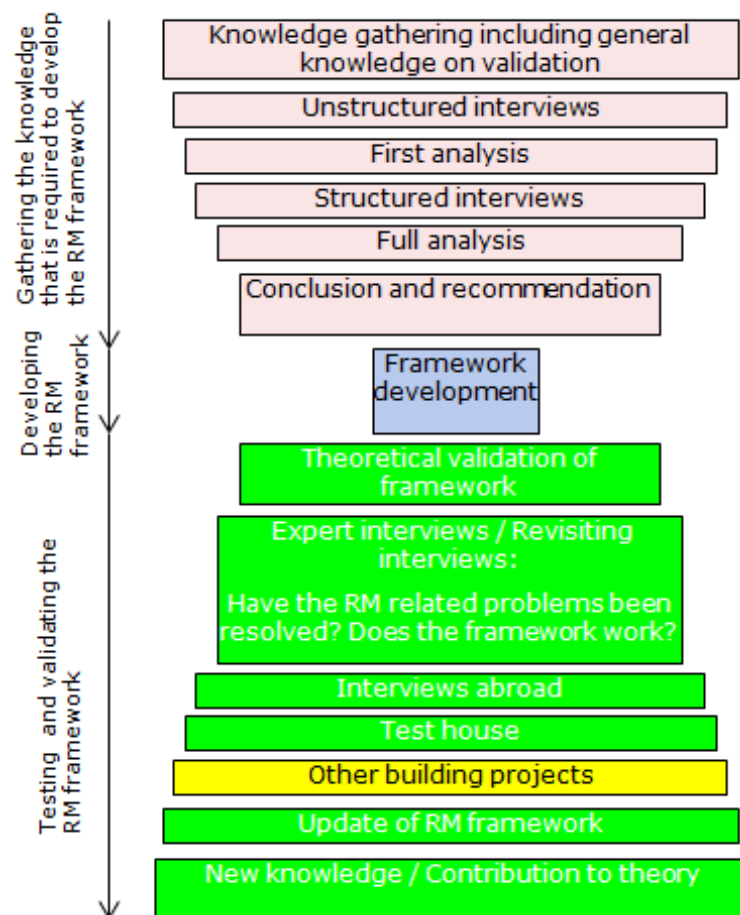 Gathering the knowledge
that is required to develop
the RM framework
Knowledge gathering including general
knowledge on validation
Unstructured interviews
First analysis
Structured interviews
Full analysis
Conclusion and recommendation
Developing
the RM
framework
Framework
development
Testing and validating the
RM framework
Theoretical validation of
framework
Expert interviews / Revisiting
interviews:
Have the RM related problems been
resolved? Does the framework work?
Interviews abroad
Test house
Other building projects
Update of RM framework
New knowledge / Contribution to theory